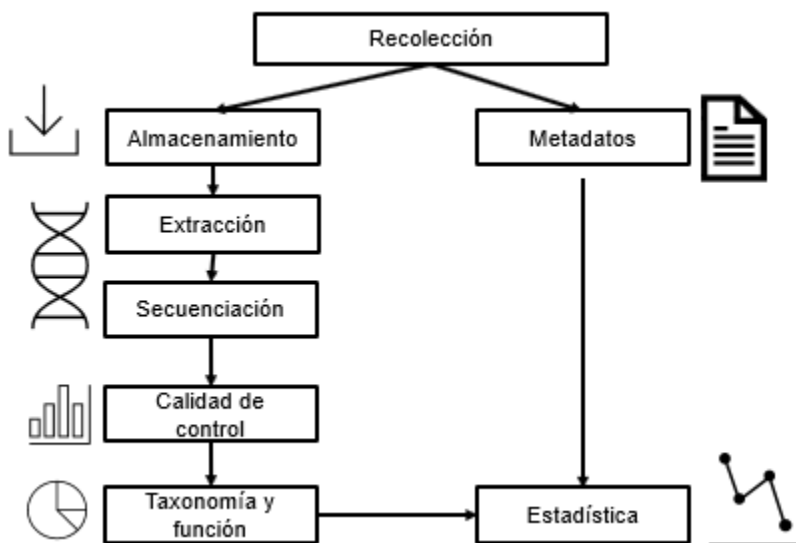 Recolección
Almacenamiento
Metadatos
Extracción
Secuenciación
Calidad de
control
Taxonomía y
función
Estadística